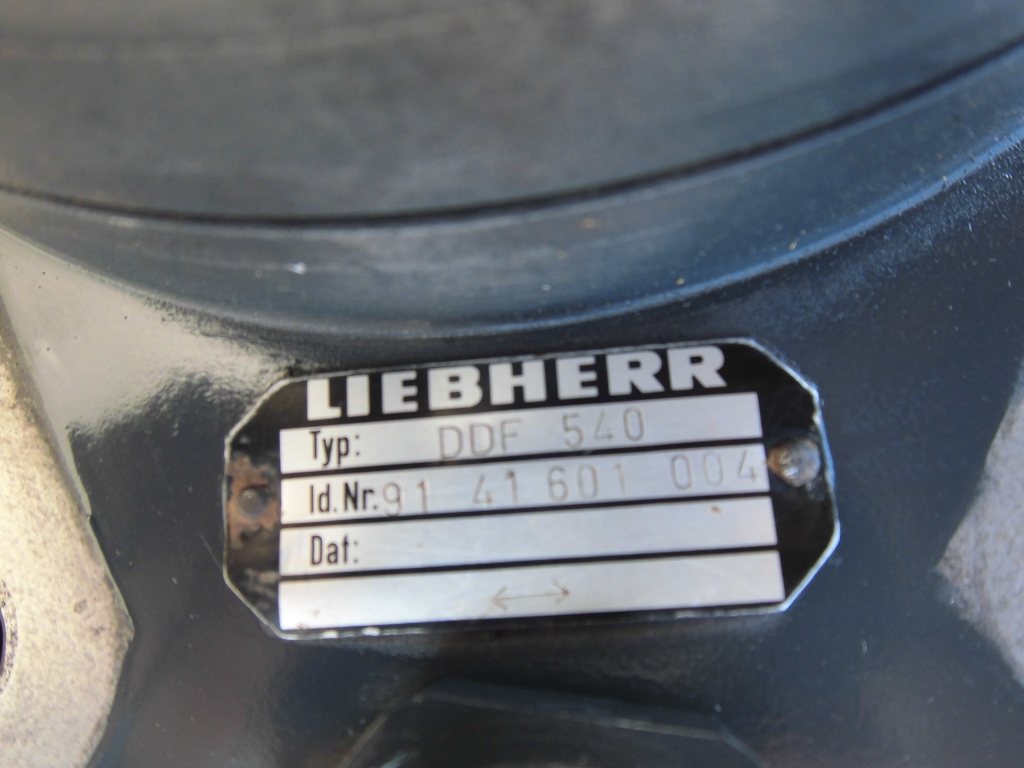 LIEBHERR
Typ: DDF 540
Id.Nr. 91 41 601 004
Dat:
↔